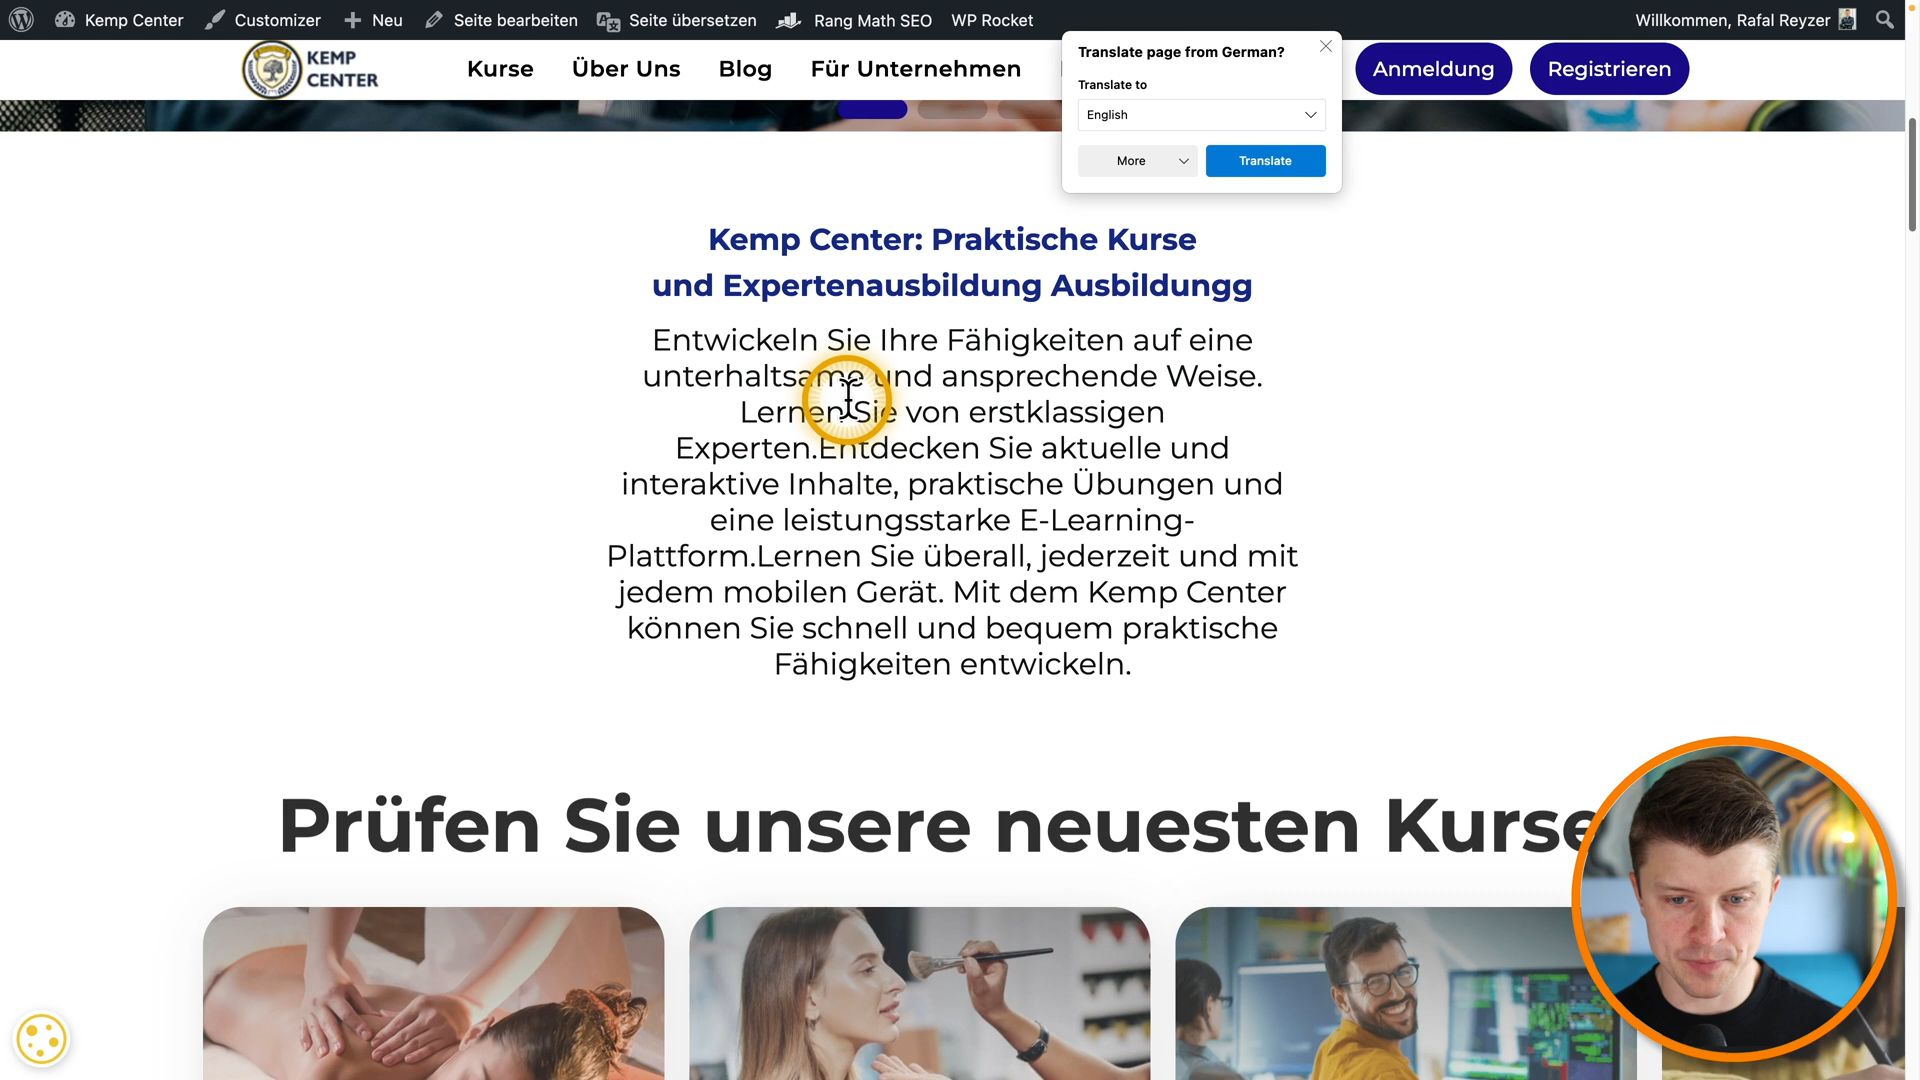 Kemp Center
Customizer
Neu
Seite bearbeiten
Seite übersetzen
Rang Math SEO
WP Rocket
Willkommen, Rafal Reyzer
KEMP
CENTER
Kurse
Über Uns
Blog
Für Unternehmen
Anmeldung
Registrieren
Translate page from German?
Translate to
English
More
Translate
Kemp Center: Praktische Kurse
und Expertenausbildung Ausbildungg
Entwickeln Sie Ihre Fähigkeiten auf eine
unterhaltsame und ansprechende Weise.
Lernen Sie von erstklassigen
Experten.Entdecken Sie aktuelle und
interaktive Inhalte, praktische Übungen und
eine leistungsstarke E-Learning-
Plattform.Lernen Sie überall, jederzeit und mit
jedem mobilen Gerät. Mit dem Kemp Center
können Sie schnell und bequem praktische
Fähigkeiten entwickeln.
Prüfen Sie unsere neuesten Kurse